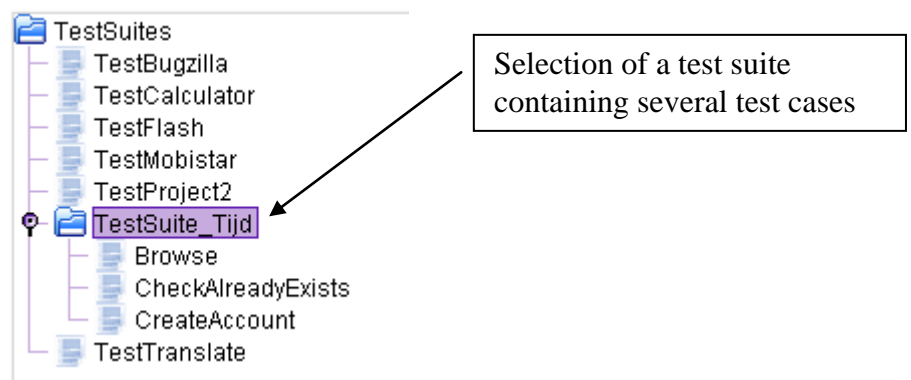 TestSuites
TestBugzilla
TestCalculator
TestFlash
TestMobistar
TestProject2
TestSuite_Tijd
Browse
CheckAlreadyExists
CreateAccount
TestTranslate
Selection of a test suite
containing several test cases